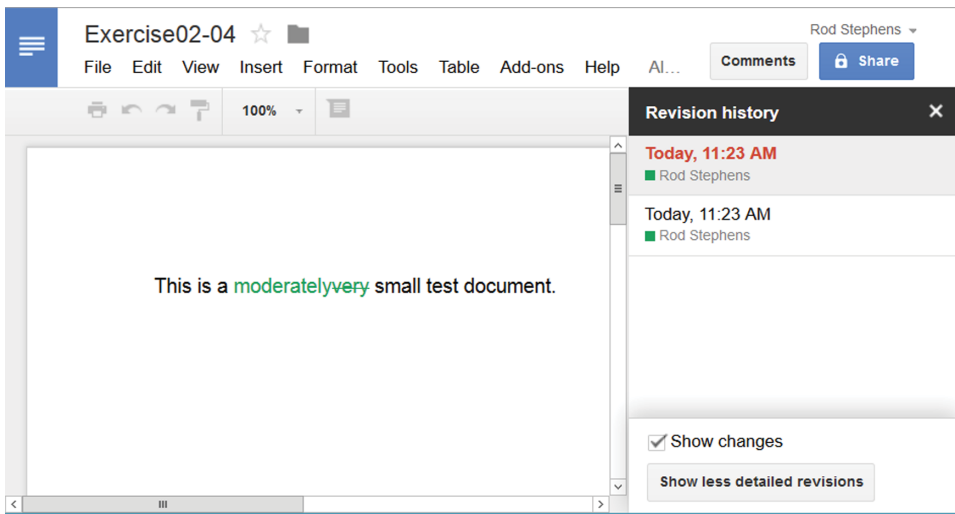 Exercise02-04
Rod Stephens
File Edit View Insert Format Tools Table Add-ons Help Al...
Comments
Share
100%
Revision history
Today, 11:23 AM
Rod Stephens
Today, 11:23 AM
Rod Stephens
This is a moderatelyvery small test document.
Show changes
Show less detailed revisions